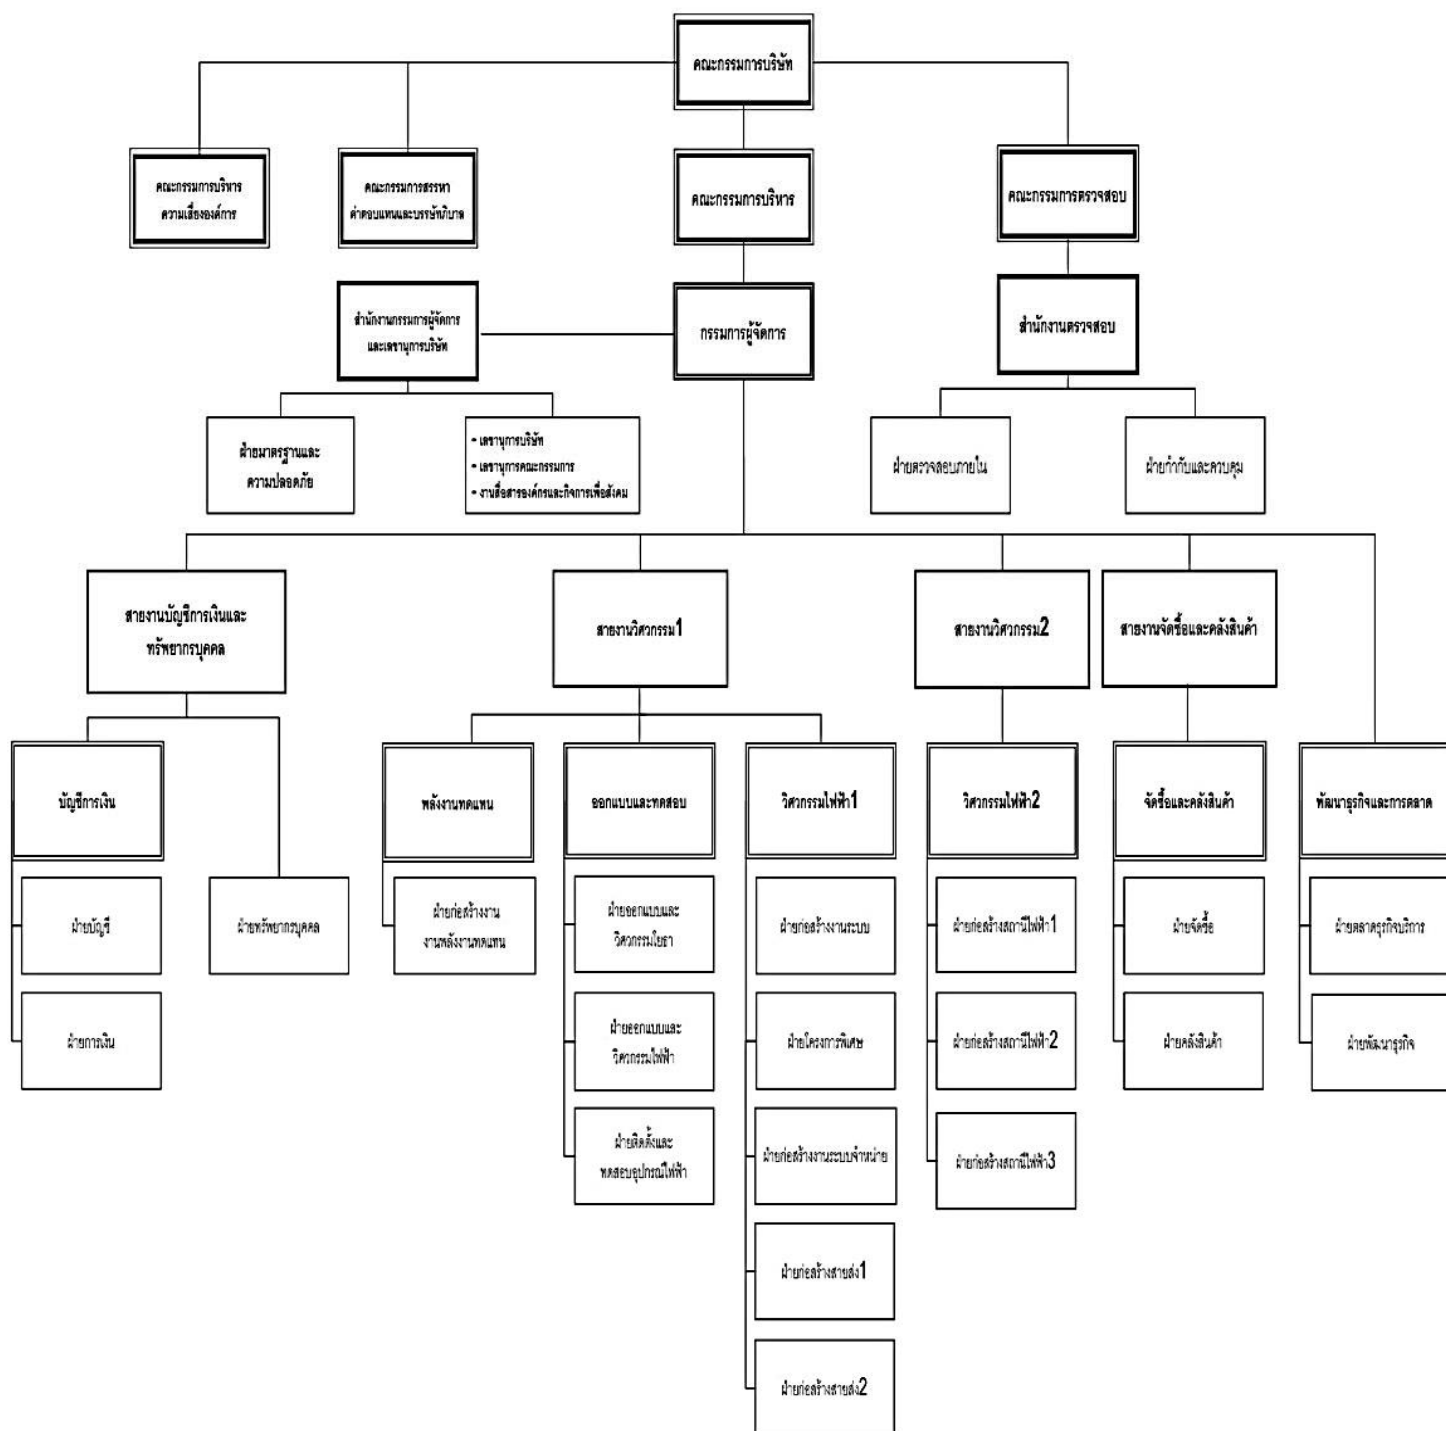 คณะกรรมการบริษัท
คณะกรรมการบริหาร
ความเสี่ยงองค์การ
คณะกรรมการสรรหา
ค่าตอบแทนและบรรษัทภิบาล
คณะกรรมการบริหาร
คณะกรรมการตรวจสอบ
สำนักงานกรรมการผู้จัดการ
และเลขานุการบริษัท
กรรมการผู้จัดการ
สำนักงานตรวจสอบ
ฝ่ายมาตรฐานและ
ความปลอดภัย
- เลขานุการบริษัท
- เลขานุการคณะกรรมการ
- งานสื่อสารองค์กรและกิจการเพื่อสังคม
ฝ่ายตรวจสอบภายใน
ฝ่ายกำกับและควบคุม
สายงานบัญชีการเงินและ
ทรัพยากรบุคคล
สายงานวิศวกรรม1
สายงานวิศวกรรม2
สายงานจัดซื้อและคลังสินค้า
บัญชีการเงิน
พลังงานทดแทน
ออกแบบและทดสอบ
วิศวกรรมไฟฟ้า1
วิศวกรรมไฟฟ้า2
จัดซื้อและคลังสินค้า
พัฒนาธุรกิจและการตลาด
ฝ่ายบัญชี
ฝ่ายทรัพยากรบุคคล
ฝ่ายก่อสร้างงาน
งานพลังงานทดแทน
ฝ่ายออกแบบและ
วิศวกรรมโยธา
ฝ่ายก่อสร้างงานระบบ
ฝ่ายก่อสร้างสถานีไฟฟ้า1
ฝ่ายจัดซื้อ
ฝ่ายตลาดธุรกิจบริการ
ฝ่ายการเงิน
ฝ่ายออกแบบและ
วิศวกรรมไฟฟ้า
ฝ่ายโครงการพิเศษ
ฝ่ายก่อสร้างสถานีไฟฟ้า2
ฝ่ายคลังสินค้า
ฝ่ายพัฒนาธุรกิจ
ฝ่ายติดตั้งและ
ทดสอบอุปกรณ์ไฟฟ้า
ฝ่ายก่อสร้างงานระบบจำหน่าย
ฝ่ายก่อสร้างสถานีไฟฟ้า3
ฝ่ายก่อสร้างสายส่ง1
ฝ่ายก่อสร้างสายส่ง2